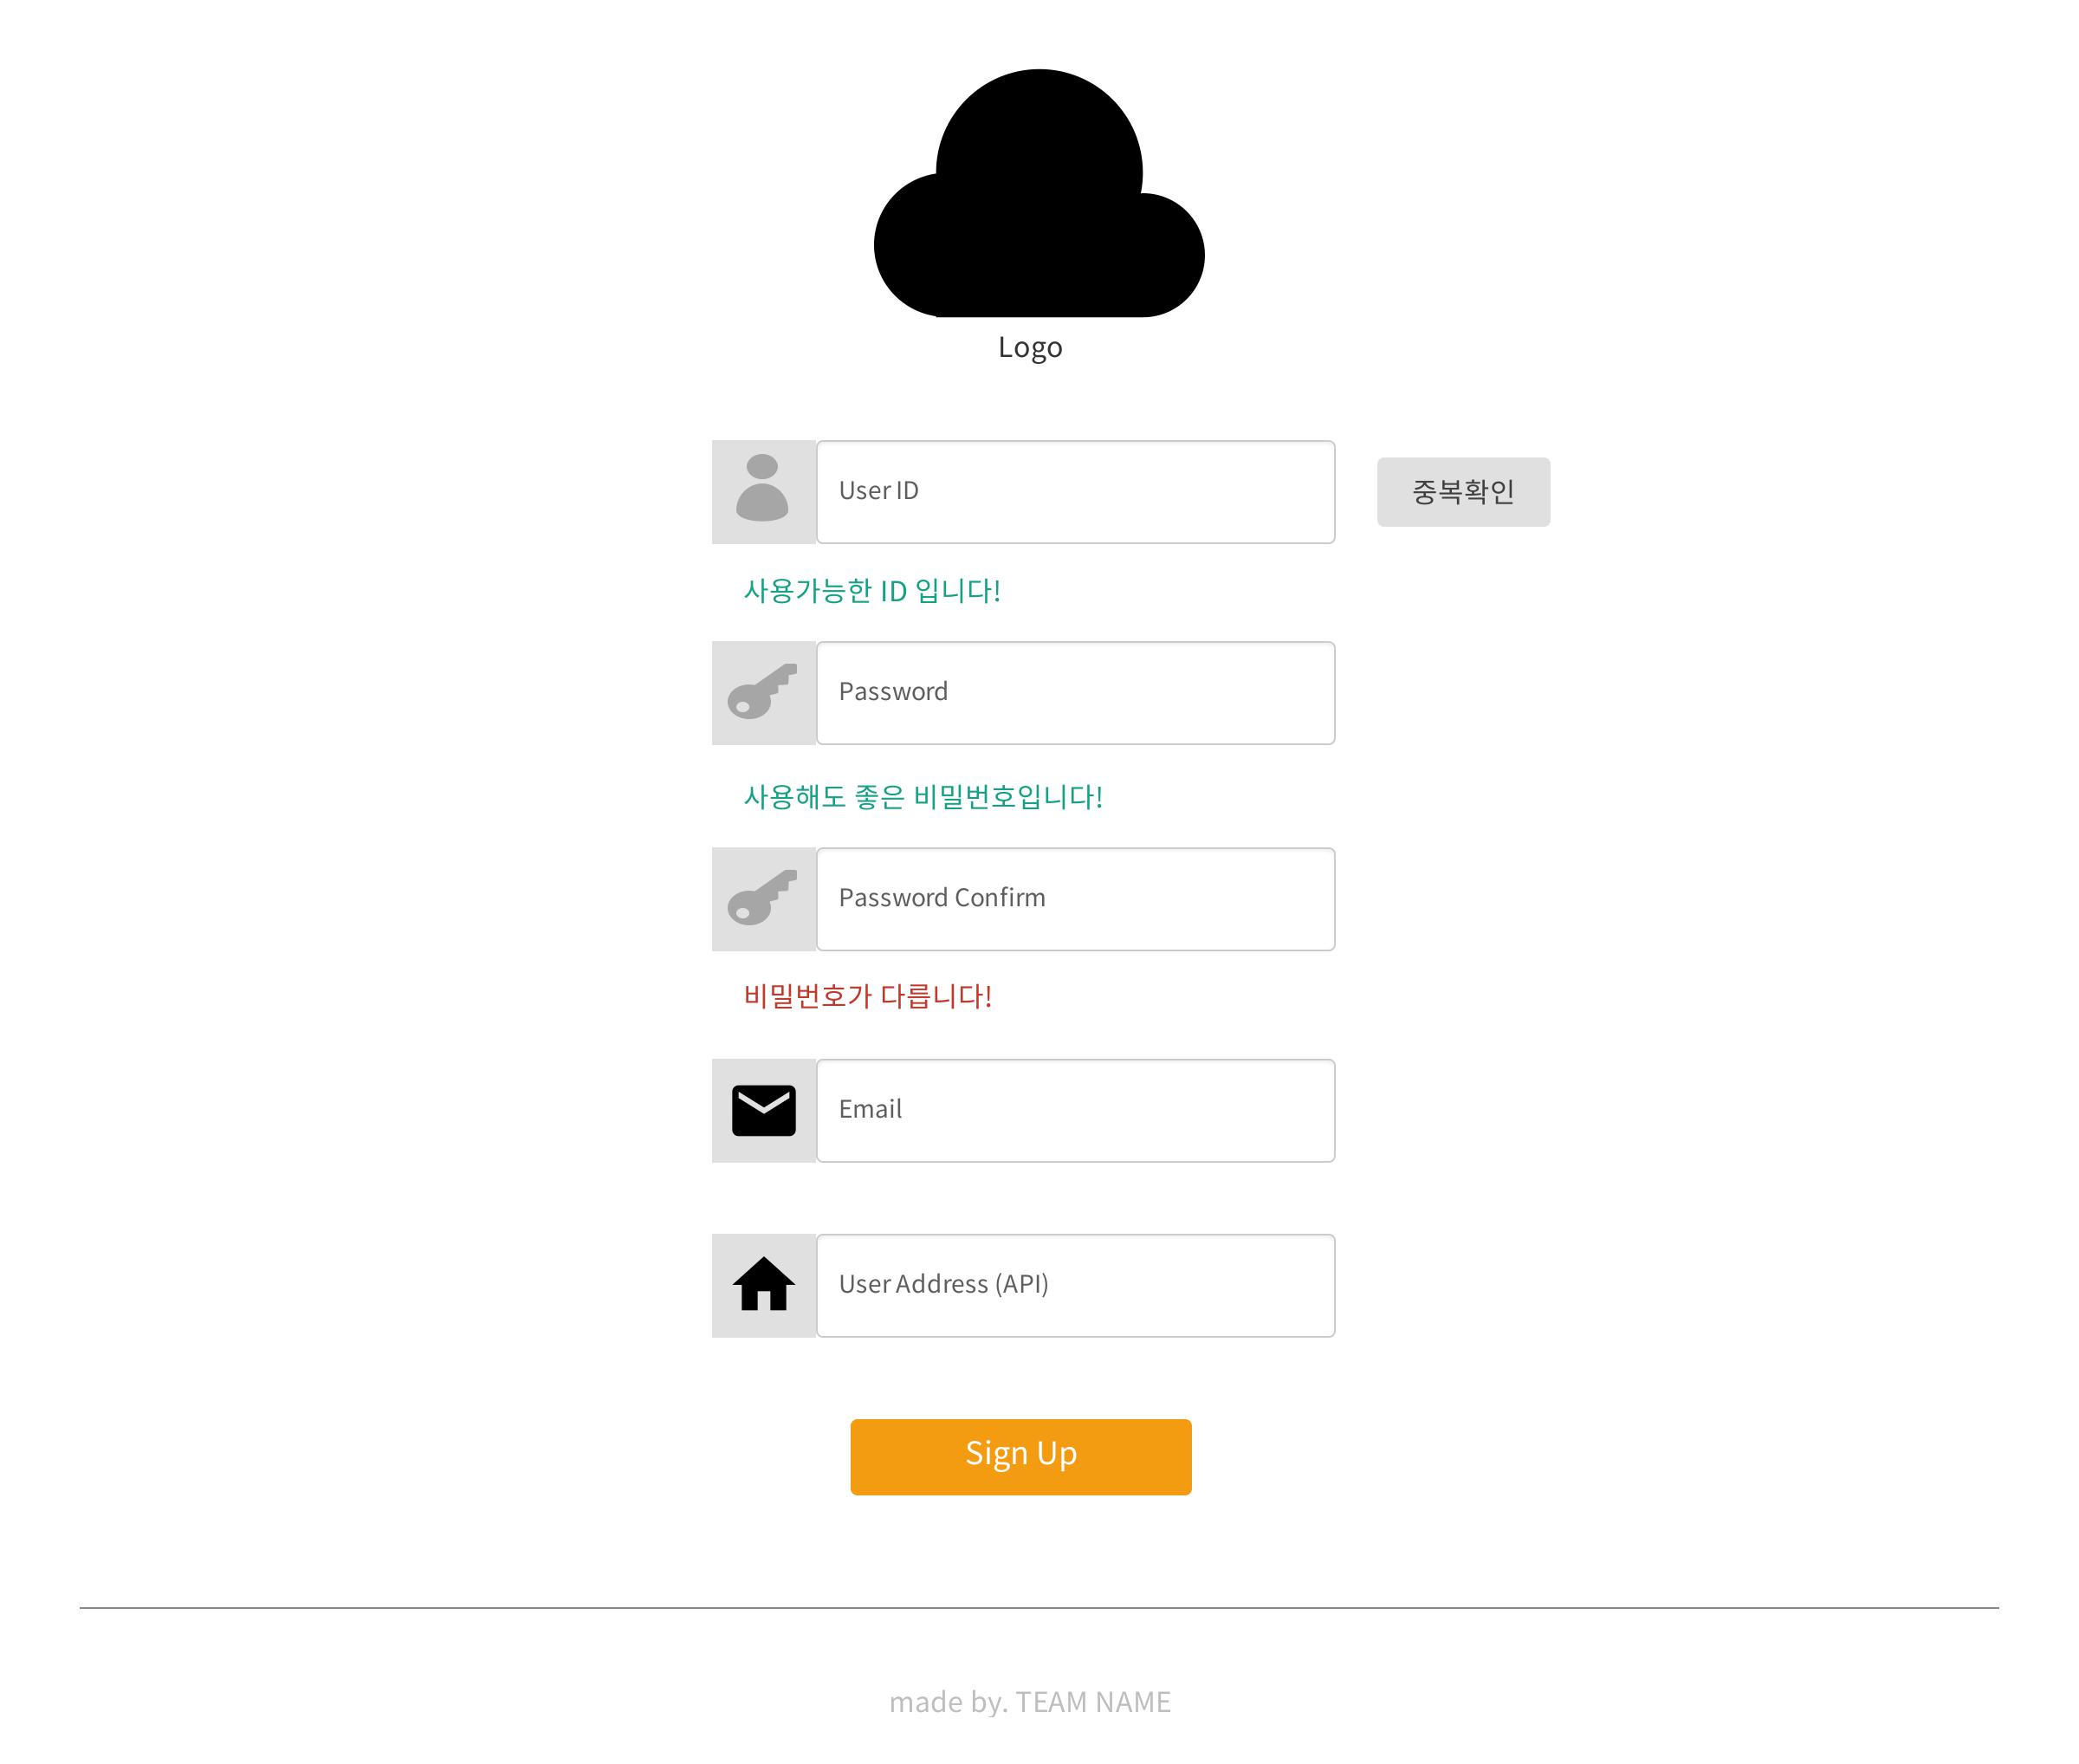 Logo
User ID
중복확인
사용가능한 ID 입니다!
Password
사용해도 좋은 비밀번호입니다!
Password Confirm
비밀번호가 다릅니다!
Email
User Address (API)
Sign Up
made by. TEAM NAME